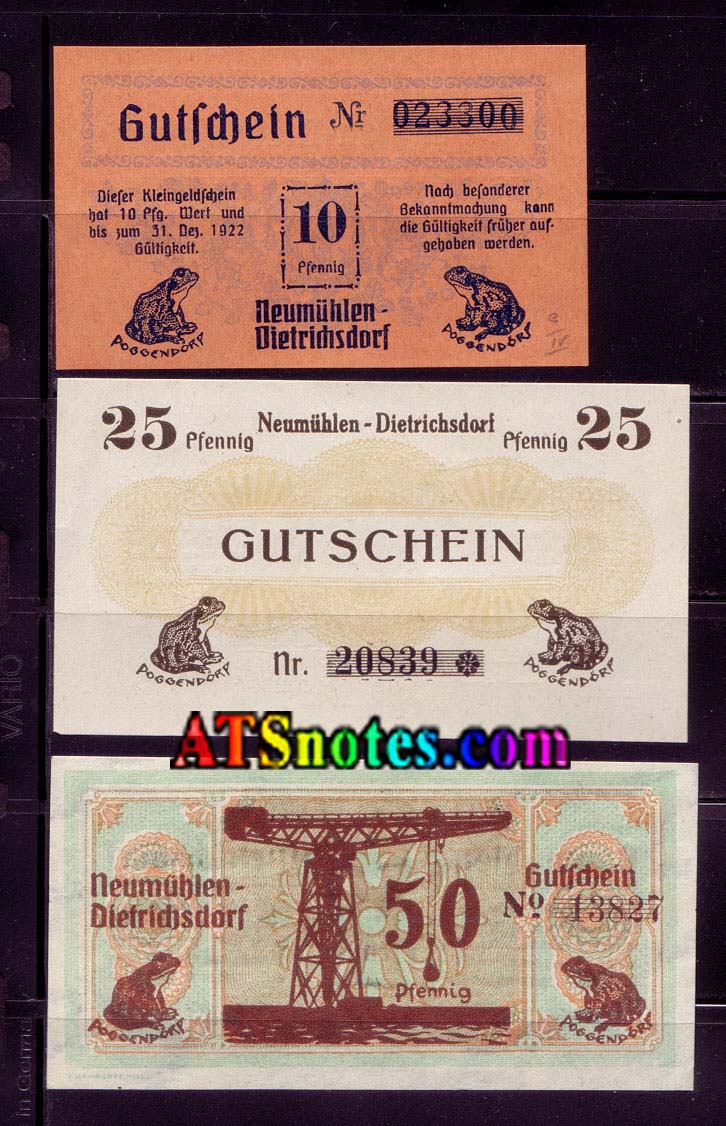 Gutschein Nr 023300
Dieser Kleingeldschein
hat 10 Pfg. Wert und
bis zum 31. Dez. 1922
Gültigkeit.
10
Pfennig
Nach besonderer
Bekanntmachung kann
die Gültigkeit früher auf-
gehoben werden.
POGGENDÖRP
Neumühlen-
Dietrichsdorf
POGGENDÖRP
25 Pfennig Neumühlen-Dietrichsdorf Pfennig 25
GUTSCHEIN
POGGENDÖRP
Nr. 20839
POGGENDÖRP
ATSnotes.com
Neumühlen-
Dietrichsdorf
50
Pfennig
Gutschein
No 13827
POGGENDÖRP
POGGENDÖRP
VARIO